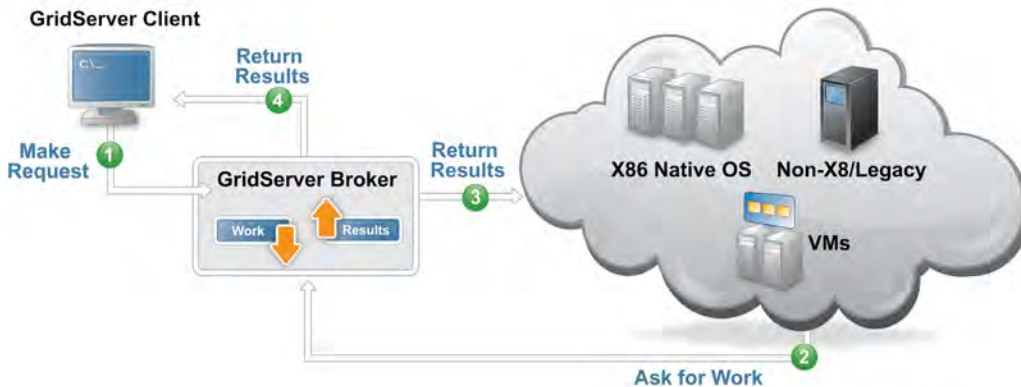 GridServer Client
C:\...
Return
Results
4
Make
Request
1
GridServer Broker
Work
Results
Return
Results
3
X86 Native OS
Non-X8/Legacy
VMs
2
Ask for Work